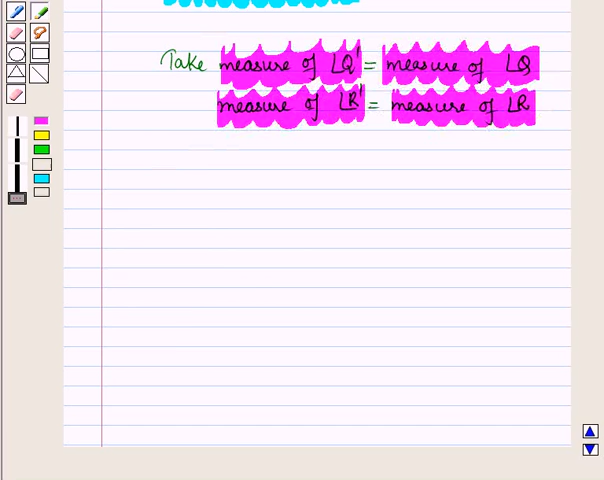 Take measure of ∠Q' = measure of ∠Q
measure of ∠R' = measure of ∠R